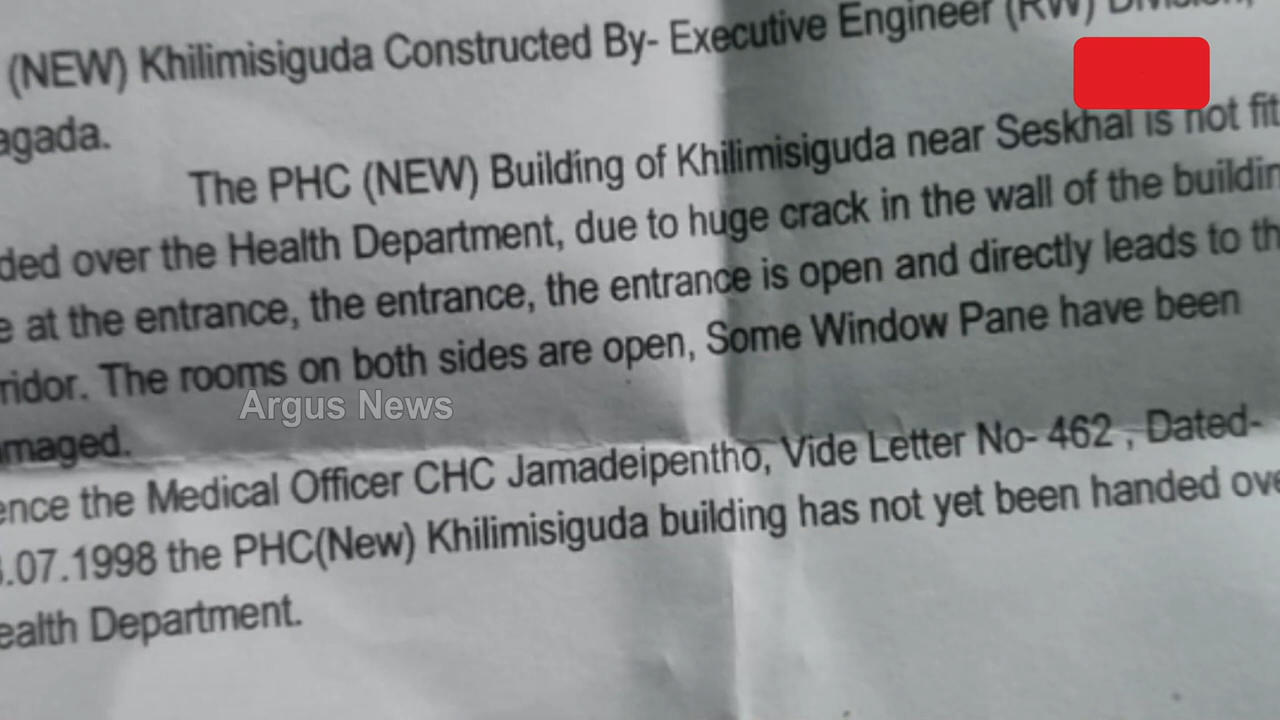 (NEW) Khilimisiguda Constructed By- Executive Engineer (RW) Division,
agada.
The PHC (NEW) Building of Khilimisiguda near Seskhal is not fit
ded over the Health Department, due to huge crack in the wall of the buildin
e at the entrance, the entrance, the entrance is open and directly leads to th
ridor. The rooms on both sides are open, Some Window Pane have been
maged.
Argus News
ence the Medical Officer CHC Jamadeipentho, Vide Letter No- 462 , Dated-
.07.1998 the PHC(New) Khilimisiguda building has not yet been handed ove
ealth Department.